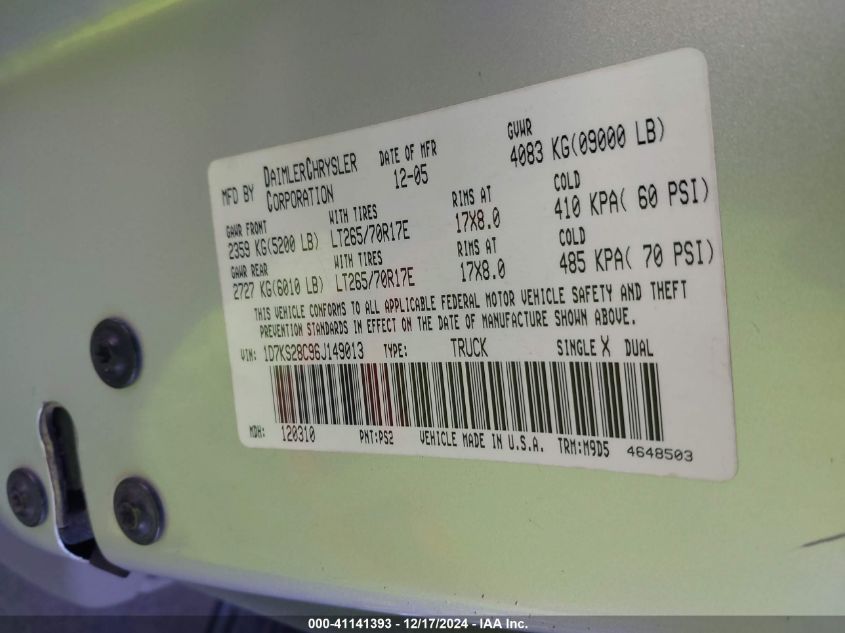 MFD BY DAIMLERCHRYSLER CORPORATION DATE OF MFR 12-05 GVWR 4083 KG(09000 LB)
GAWR FRONT WITH TIRES RIMS AT COLD
2359 KG(5200 LB) LT265/70R17E 17X8.0 410 KPA( 60 PSI)
GAWR REAR WITH TIRES RIMS AT COLD
2727 KG(6010 LB) LT265/70R17E 17X8.0 485 KPA( 70 PSI)
THIS VEHICLE CONFORMS TO ALL APPLICABLE FEDERAL MOTOR VEHICLE SAFETY AND THEFT
PREVENTION STANDARDS IN EFFECT ON THE DATE OF MANUFACTURE SHOWN ABOVE.
VIN: 1D7KS28C96J149013 TYPE: TRUCK SINGLE X DUAL
MDH: 120310 PNT:PS2 VEHICLE MADE IN U.S.A. TRM:M9D5 4648503
000-41141393 - 12/17/2024 - IAA Inc.